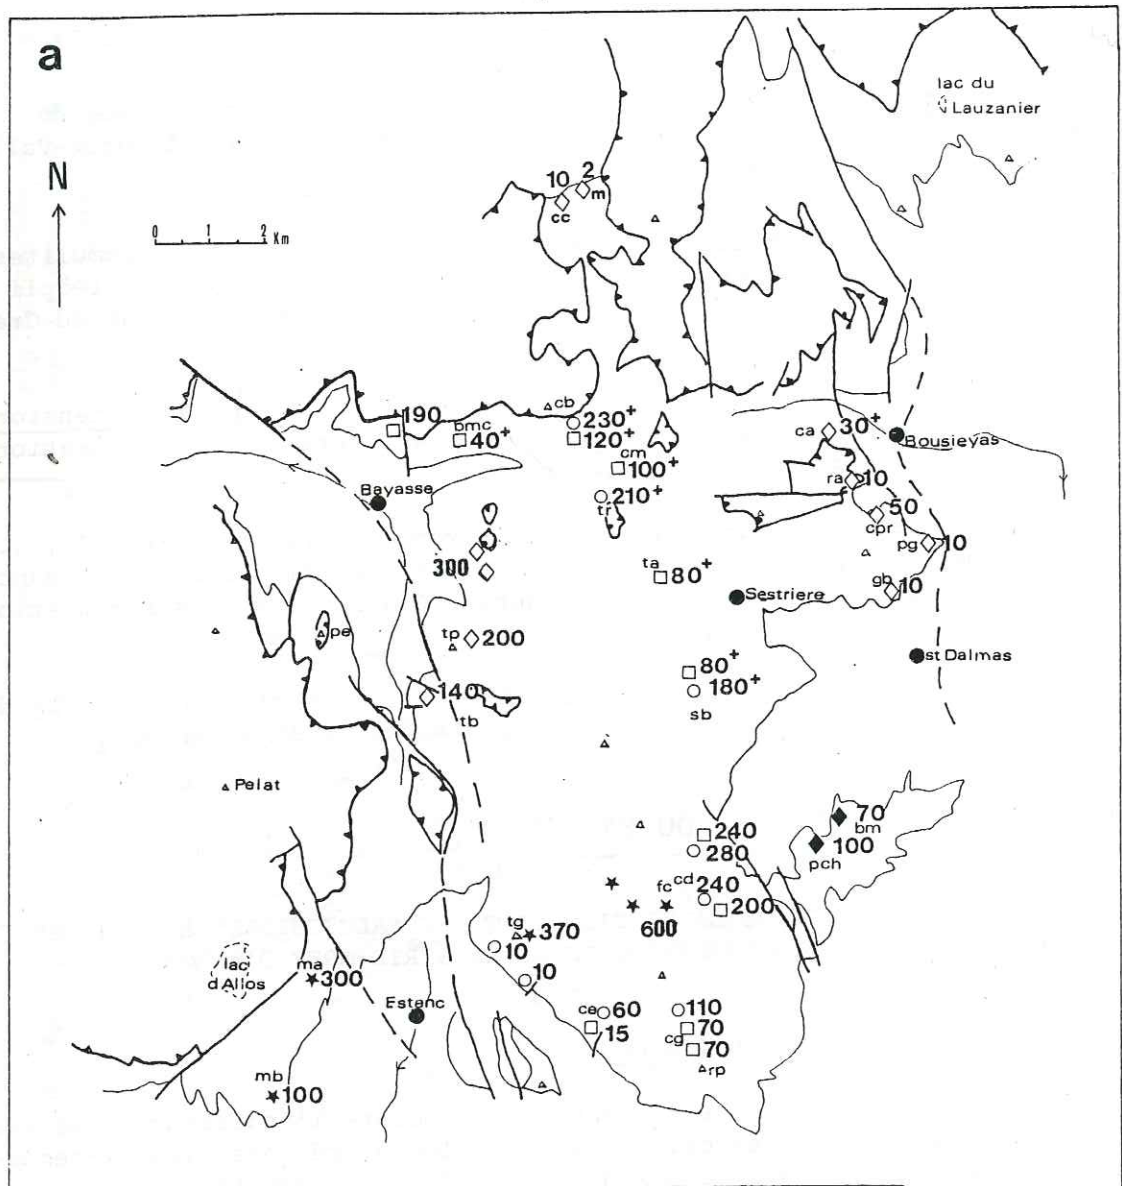 a
lac du
Lauzanier
N
10
2
m
cc
0 1 2 Km
cb
190
bmc
40+
230+
120+
cm
100+
210+
tr
ca
30+
Bousieyas
ra
10
50
cpr
pg
10
gb
10
Bayasse
300
ta
80+
Sestriere
pe
tp
200
st Dalmas
80+
180+
sb
140
tb
Pelat
70
bm
100
pch
240
280
cd
240
200
fc
600
tg
370
10
10
lac
d Allos
ma
300
Estenc
ce
60
15
110
70
cg
70
rp
mb
100